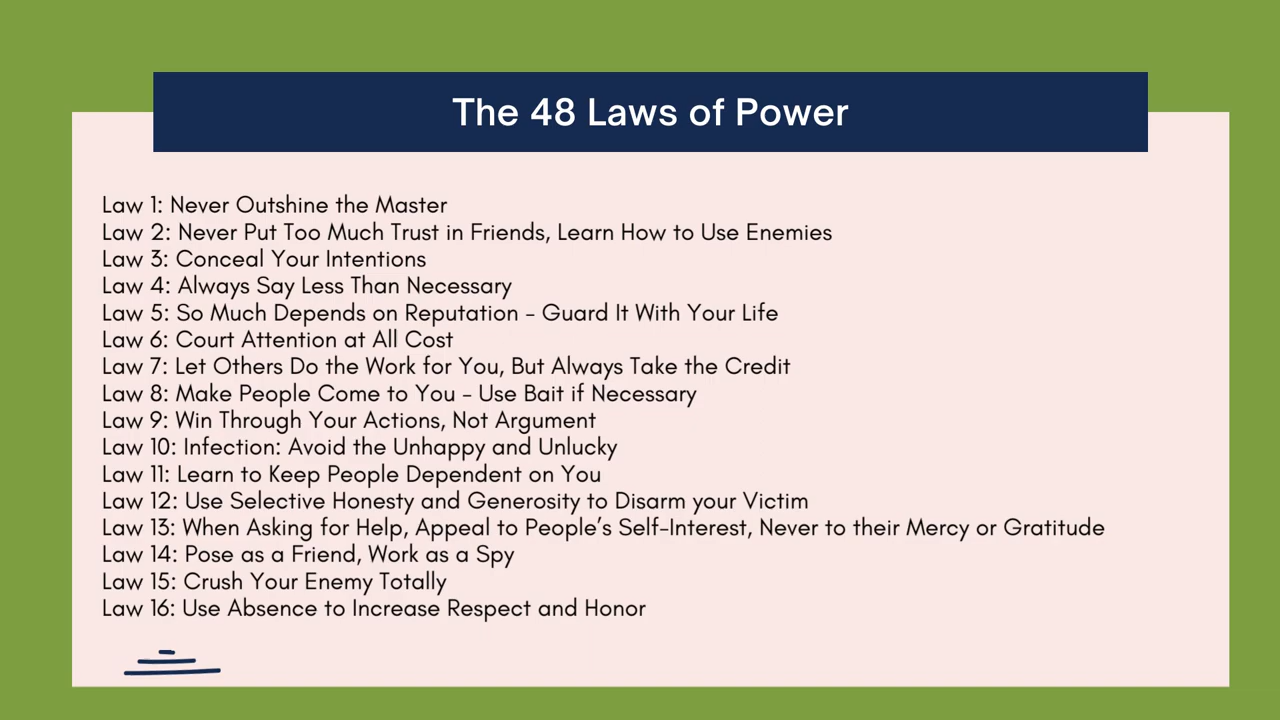 The 48 Laws of Power
Law 1: Never Outshine the Master
Law 2: Never Put Too Much Trust in Friends, Learn How to Use Enemies
Law 3: Conceal Your Intentions
Law 4: Always Say Less Than Necessary
Law 5: So Much Depends on Reputation - Guard It With Your Life
Law 6: Court Attention at All Cost
Law 7: Let Others Do the Work for You, But Always Take the Credit
Law 8: Make People Come to You - Use Bait if Necessary
Law 9: Win Through Your Actions, Not Argument
Law 10: Infection: Avoid the Unhappy and Unlucky
Law 11: Learn to Keep People Dependent on You
Law 12: Use Selective Honesty and Generosity to Disarm your Victim
Law 13: When Asking for Help, Appeal to People’s Self-Interest, Never to their Mercy or Gratitude
Law 14: Pose as a Friend, Work as a Spy
Law 15: Crush Your Enemy Totally
Law 16: Use Absence to Increase Respect and Honor